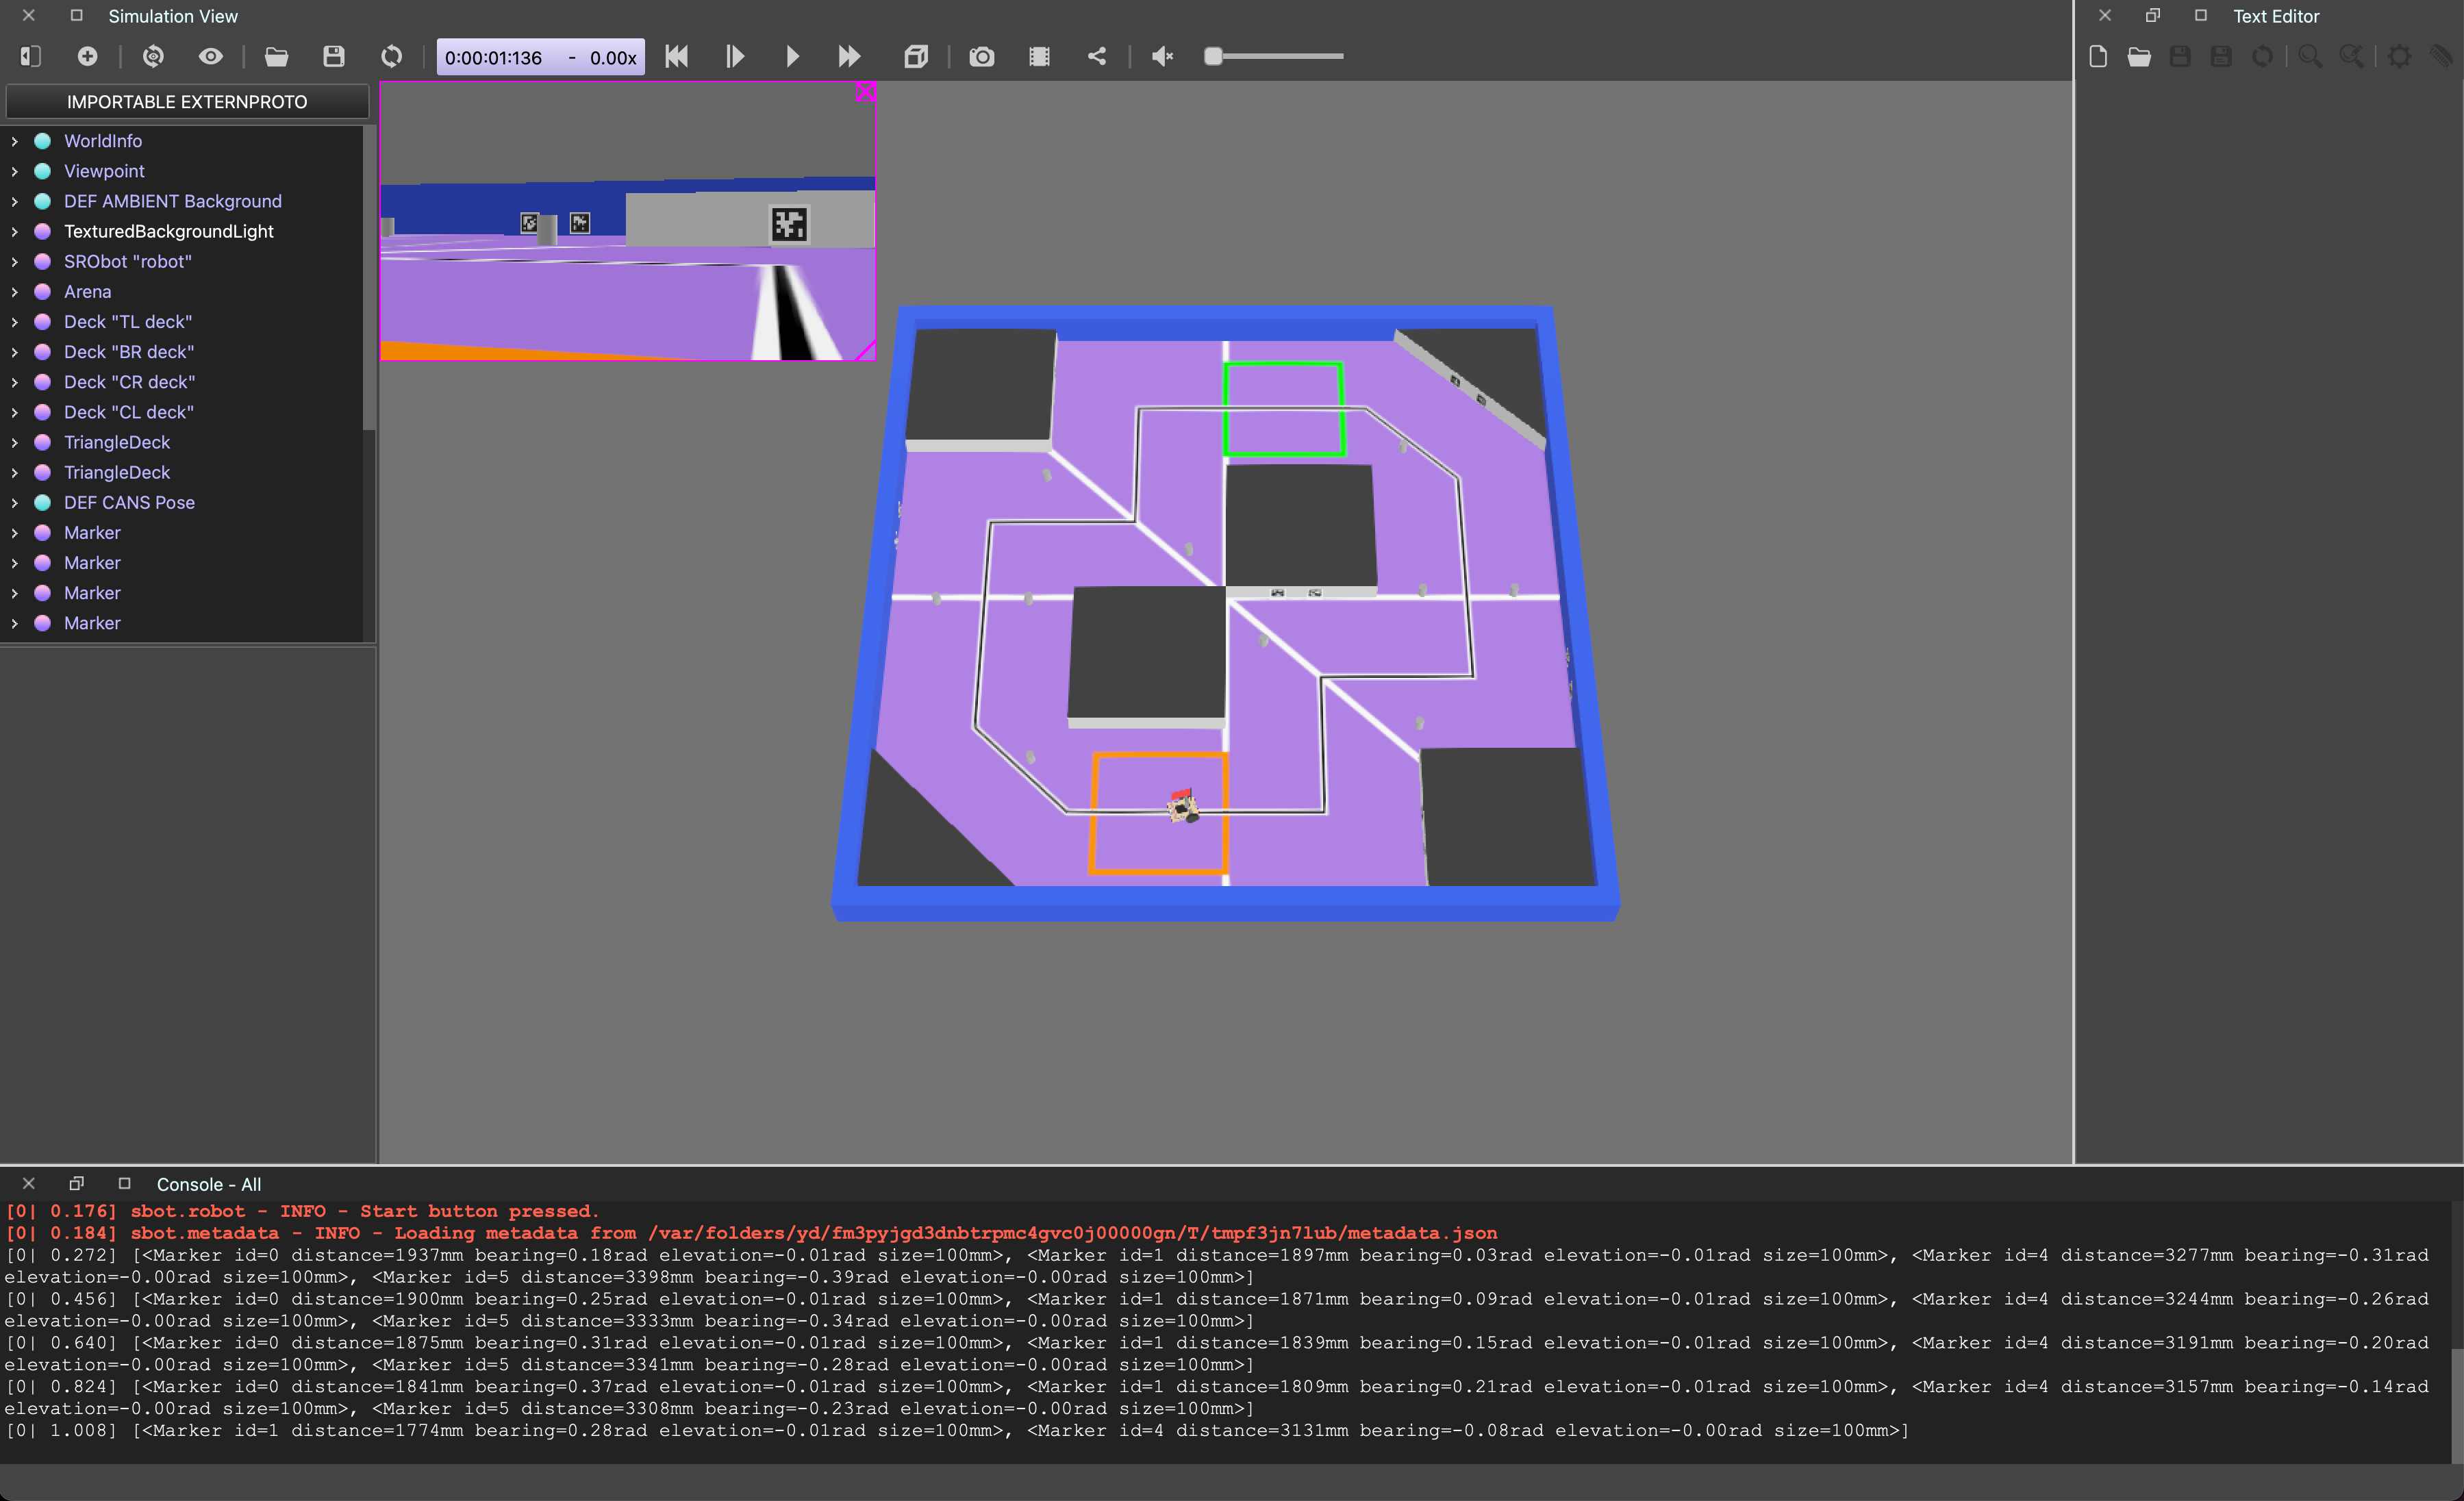 Simulation View
Text Editor
0:00:01:136 - 0.00x
IMPORTABLE EXTERNPROTO
WorldInfo
Viewpoint
DEF AMBIENT Background
TexturedBackgroundLight
SRObot "robot"
Arena
Deck "TL deck"
Deck "BR deck"
Deck "CR deck"
Deck "CL deck"
TriangleDeck
TriangleDeck
DEF CANS Pose
Marker
Marker
Marker
Marker
Console - All
[0| 0.176] sbot.robot - INFO - Start button pressed.
[0| 0.184] sbot.metadata - INFO - Loading metadata from /var/folders/yd/fm3pyjgd3dnbtrpmc4gvc0j00000gn/T/tmpf3jn7lub/metadata.json
[0| 0.272] [<Marker id=0 distance=1937mm bearing=0.18rad elevation=-0.01rad size=100mm>, <Marker id=1 distance=1897mm bearing=0.03rad elevation=-0.01rad size=100mm>, <Marker id=4 distance=3277mm bearing=-0.31rad
elevation=-0.00rad size=100mm>, <Marker id=5 distance=3398mm bearing=-0.39rad elevation=-0.00rad size=100mm>]
[0| 0.456] [<Marker id=0 distance=1900mm bearing=0.25rad elevation=-0.01rad size=100mm>, <Marker id=1 distance=1871mm bearing=0.09rad elevation=-0.01rad size=100mm>, <Marker id=4 distance=3244mm bearing=-0.26rad
elevation=-0.00rad size=100mm>, <Marker id=5 distance=3333mm bearing=-0.34rad elevation=-0.00rad size=100mm>]
[0| 0.640] [<Marker id=0 distance=1875mm bearing=0.31rad elevation=-0.01rad size=100mm>, <Marker id=1 distance=1839mm bearing=0.15rad elevation=-0.01rad size=100mm>, <Marker id=4 distance=3191mm bearing=-0.20rad
elevation=-0.00rad size=100mm>, <Marker id=5 distance=3341mm bearing=-0.28rad elevation=-0.00rad size=100mm>]
[0| 0.824] [<Marker id=0 distance=1841mm bearing=0.37rad elevation=-0.01rad size=100mm>, <Marker id=1 distance=1809mm bearing=0.21rad elevation=-0.01rad size=100mm>, <Marker id=4 distance=3157mm bearing=-0.14rad
elevation=-0.00rad size=100mm>, <Marker id=5 distance=3308mm bearing=-0.23rad elevation=-0.00rad size=100mm>]
[0| 1.008] [<Marker id=1 distance=1774mm bearing=0.28rad elevation=-0.01rad size=100mm>, <Marker id=4 distance=3131mm bearing=-0.08rad elevation=-0.00rad size=100mm>]